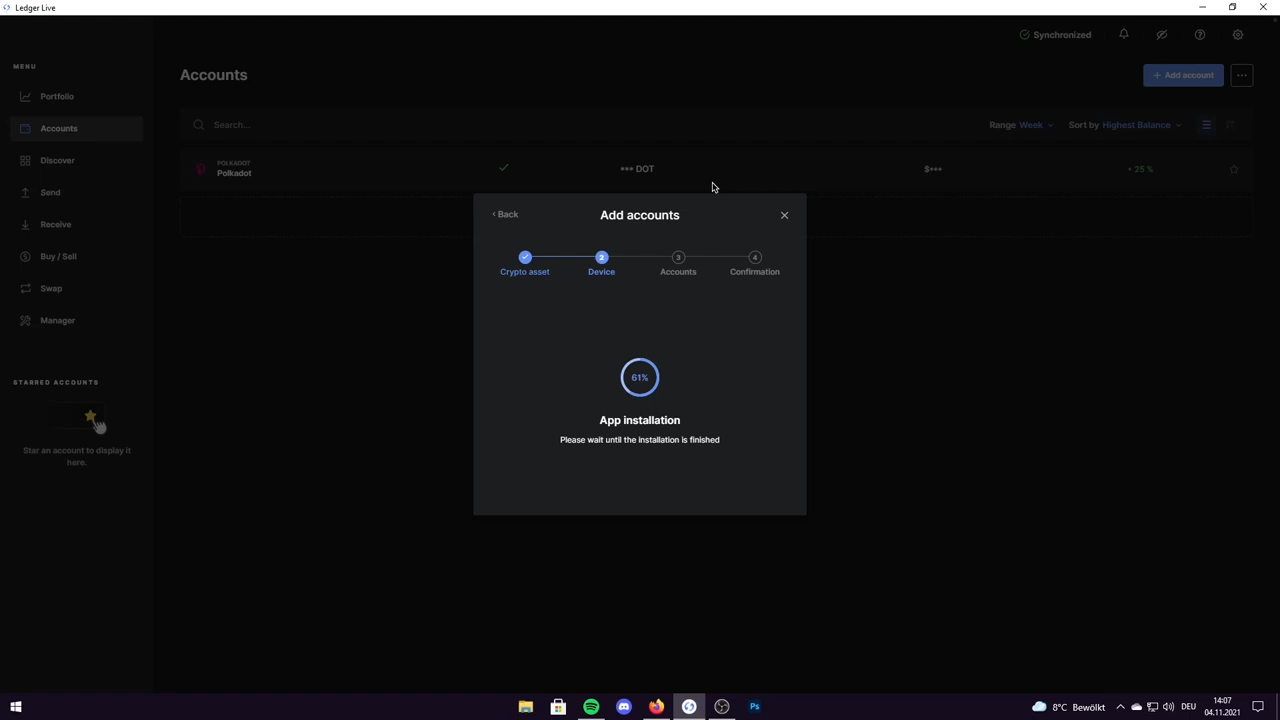 Ledger Live
Synchronized
MENU
Portfolio
Accounts
Discover
Send
Receive
Buy / Sell
Swap
Manager
STARRED ACCOUNTS
Star an account to display it
here.
Accounts
+ Add account
...
Search...
Range Week
Sort by Highest Balance
POLKADOT
Polkadot
*** DOT
$***
+ 25 %
‹ Back
Add accounts
Crypto asset
2
Device
3
Accounts
4
Confirmation
61%
App installation
Please wait until the installation is finished
Ps
8°C Bewölkt
DEU
14:07
04.11.2021